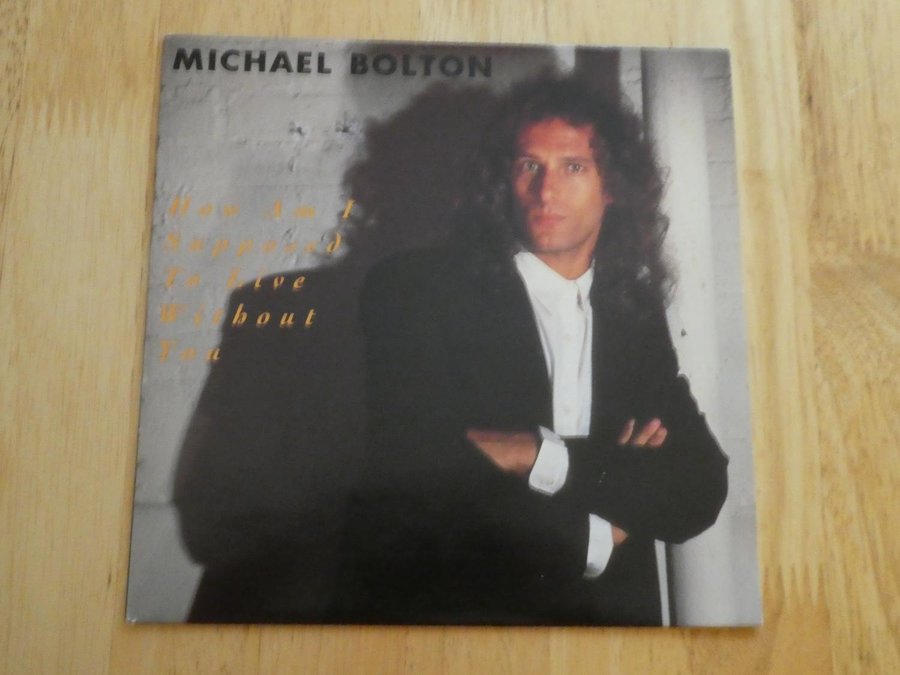 MICHAEL BOLTON
How Am I
Supposed
To Live
Without
You